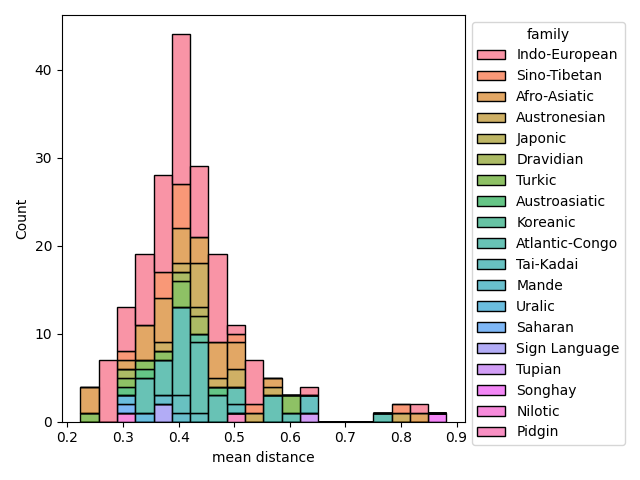 family
Indo-European
Sino-Tibetan
Afro-Asiatic
Austronesian
Japonic
Dravidian
Turkic
Austroasiatic
Koreanic
Atlantic-Congo
Tai-Kadai
Mande
Uralic
Saharan
Sign Language
Tupian
Songhay
Nilotic
Pidgin
Count
40
30
20
10
0
0.2 0.3 0.4 0.5 0.6 0.7 0.8 0.9
mean distance